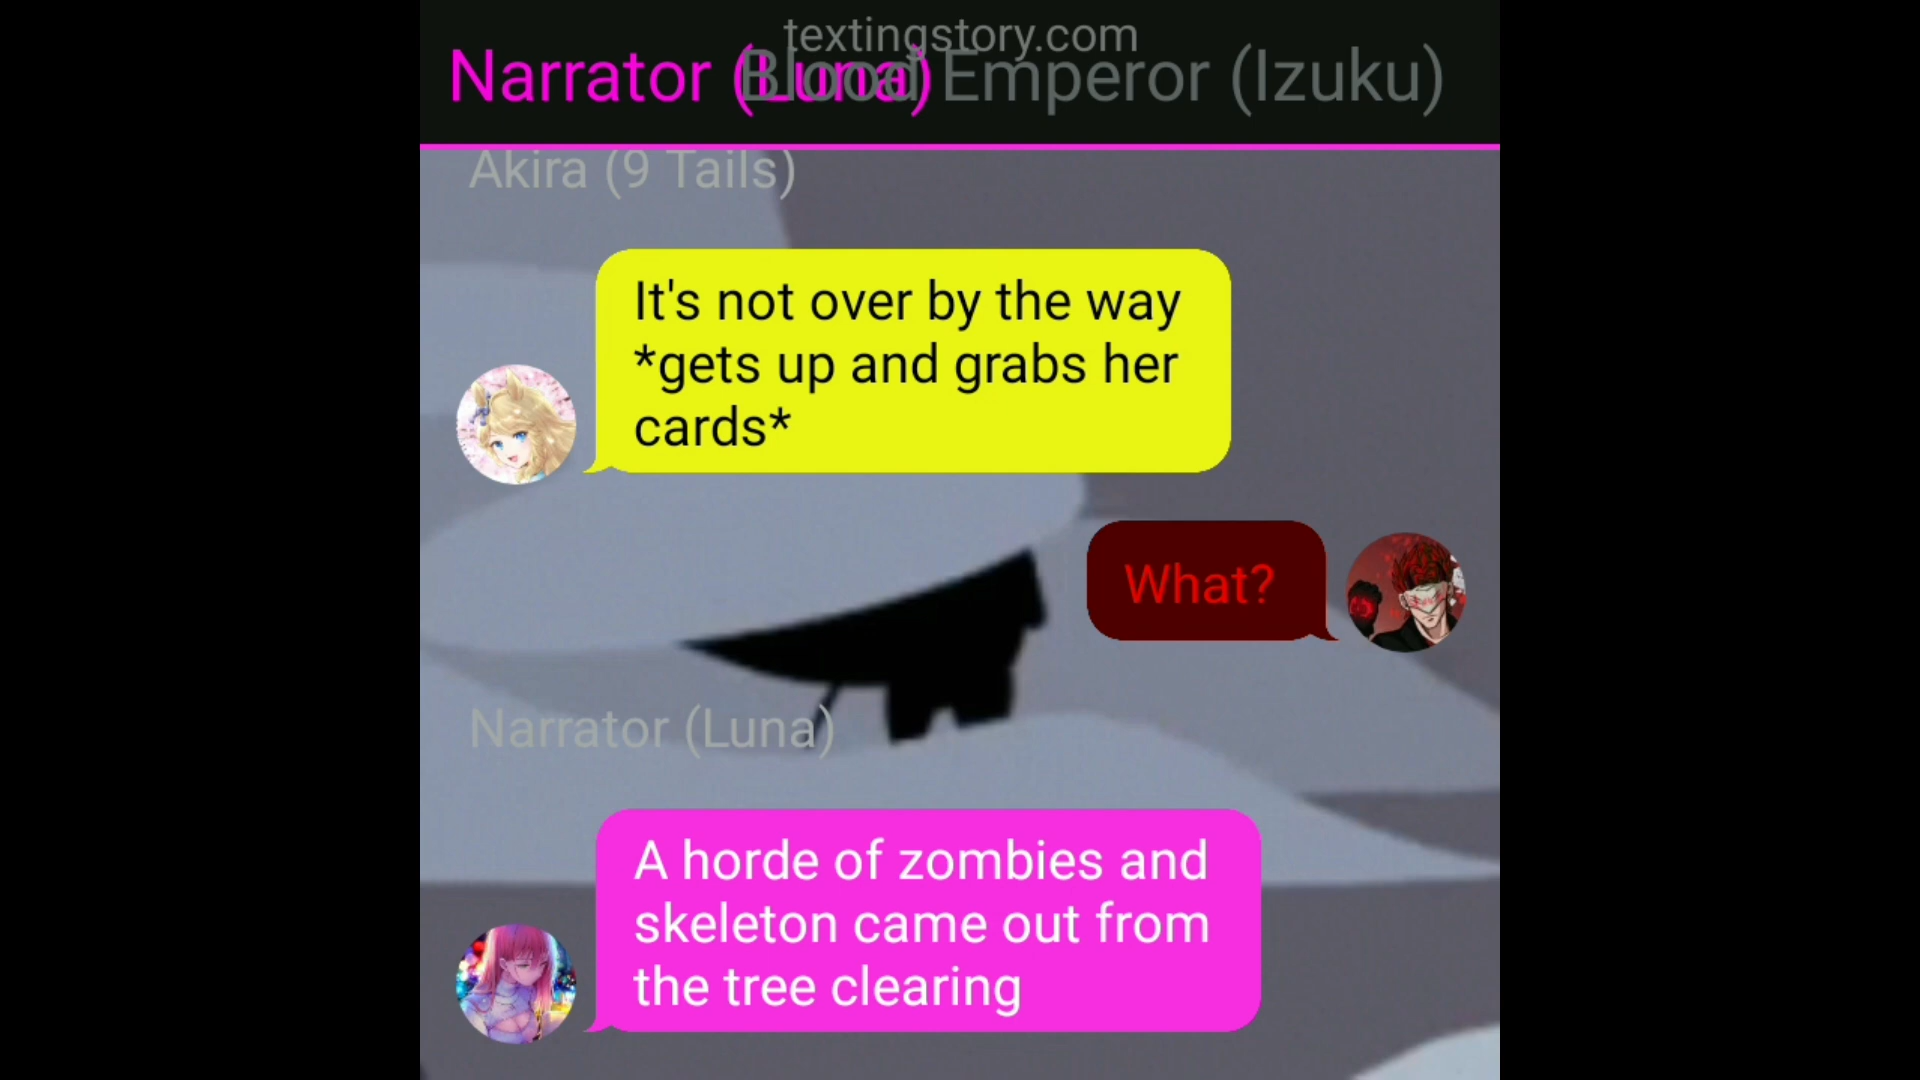 textingstory.com
Narrator (Luna)
Blood Emperor (Izuku)
Akira (9 Tails)
It's not over by the way
*gets up and grabs her
cards*
What?
Narrator (Luna)
A horde of zombies and
skeleton came out from
the tree clearing